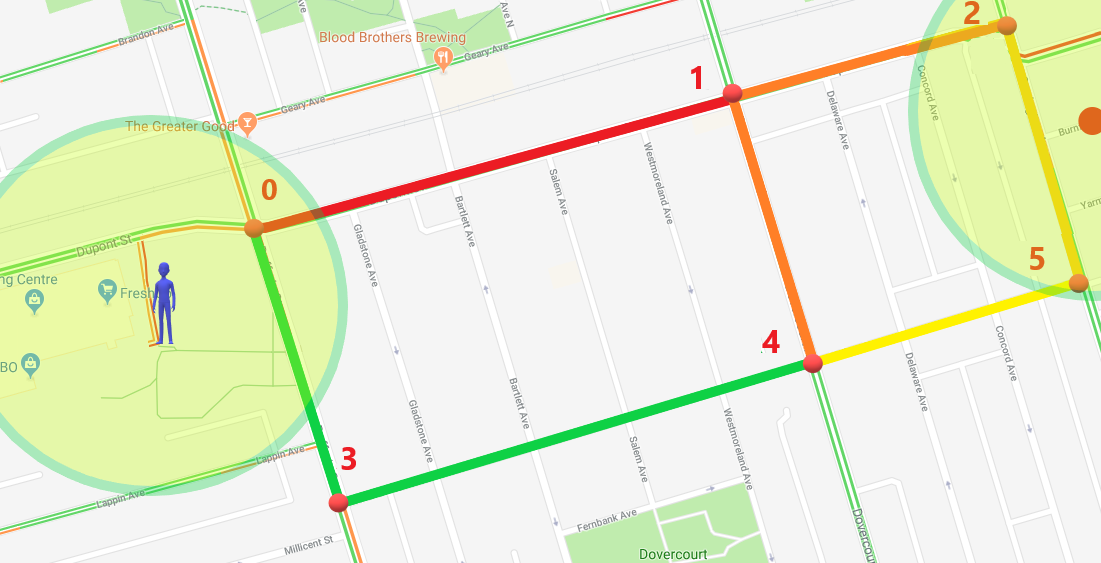 Ave N
2
Brandon Ave
Blood Brothers Brewing
Geary Ave
1
Concord Ave
Delaware Ave
Geary Ave
The Greater Good
Burn
Westmoreland Ave
Salem Ave
0
Bartlett Ave
Yarm
Gladstone Ave
Dupont St
5
ng Centre
Fresh
4
BO
Concord Ave
Delaware Ave
Bartlett Ave
Gladstone Ave
Westmoreland Ave
Salem Ave
3
Lappin Ave
Lappin Ave
Fernbank Ave
Dovercou
Millicent St
Dovercourt